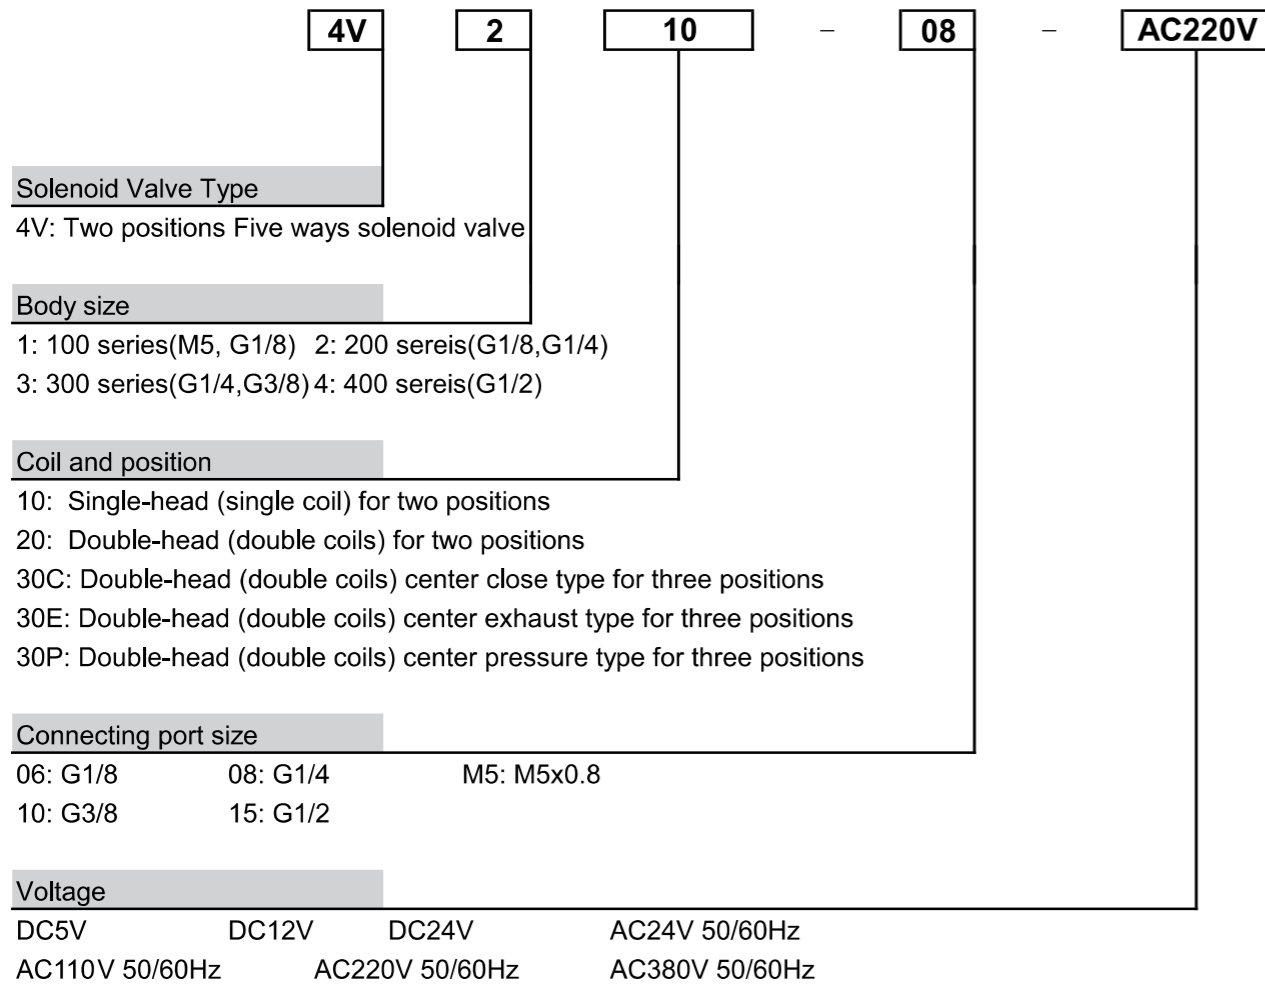 4V 2 10 – 08 – AC220V
Solenoid Valve Type
4V: Two positions Five ways solenoid valve
Body size
1: 100 series(M5, G1/8) 2: 200 sereis(G1/8,G1/4)
3: 300 series(G1/4,G3/8) 4: 400 sereis(G1/2)
Coil and position
10: Single-head (single coil) for two positions
20: Double-head (double coils) for two positions
30C: Double-head (double coils) center close type for three positions
30E: Double-head (double coils) center exhaust type for three positions
30P: Double-head (double coils) center pressure type for three positions
Connecting port size
06: G1/8 08: G1/4 M5: M5x0.8
10: G3/8 15: G1/2
Voltage
DC5V DC12V DC24V AC24V 50/60Hz
AC110V 50/60Hz AC220V 50/60Hz AC380V 50/60Hz